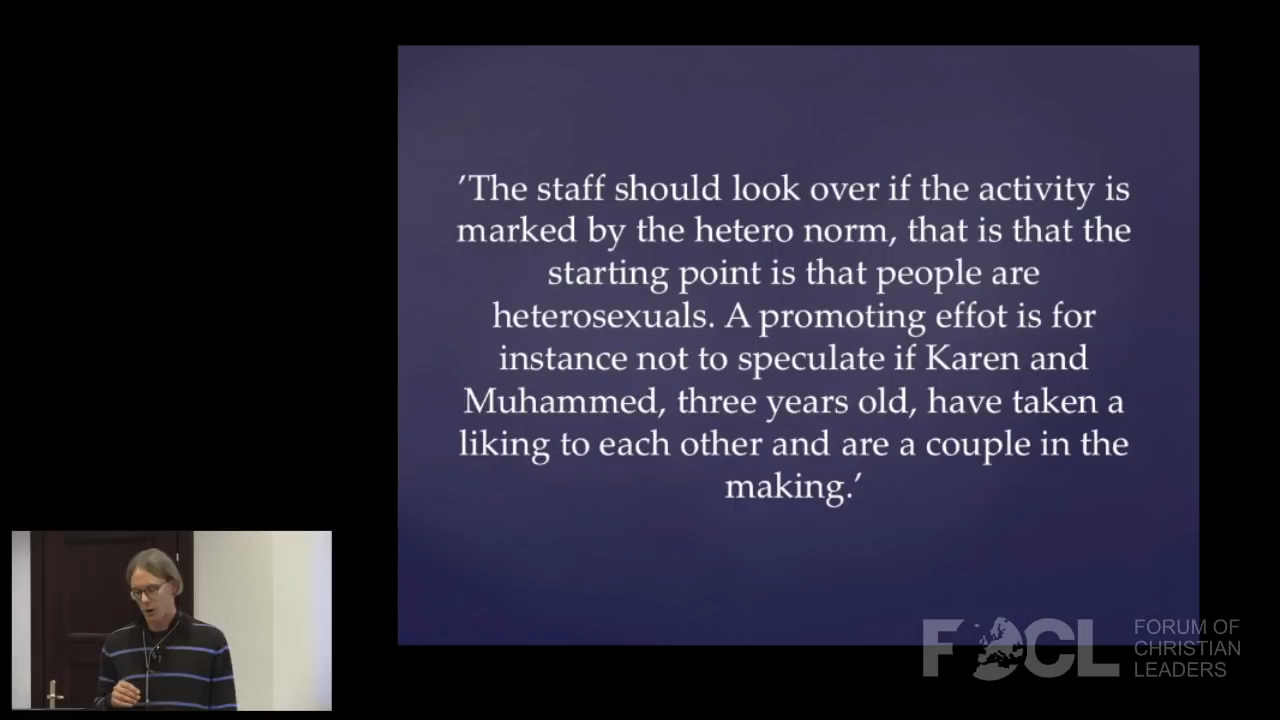 ’The staff should look over if the activity is
marked by the hetero norm, that is that the
starting point is that people are
heterosexuals. A promoting effot is for
instance not to speculate if Karen and
Muhammed, three years old, have taken a
liking to each other and are a couple in the
making.’
FOCL
FORUM OF
CHRISTIAN
LEADERS